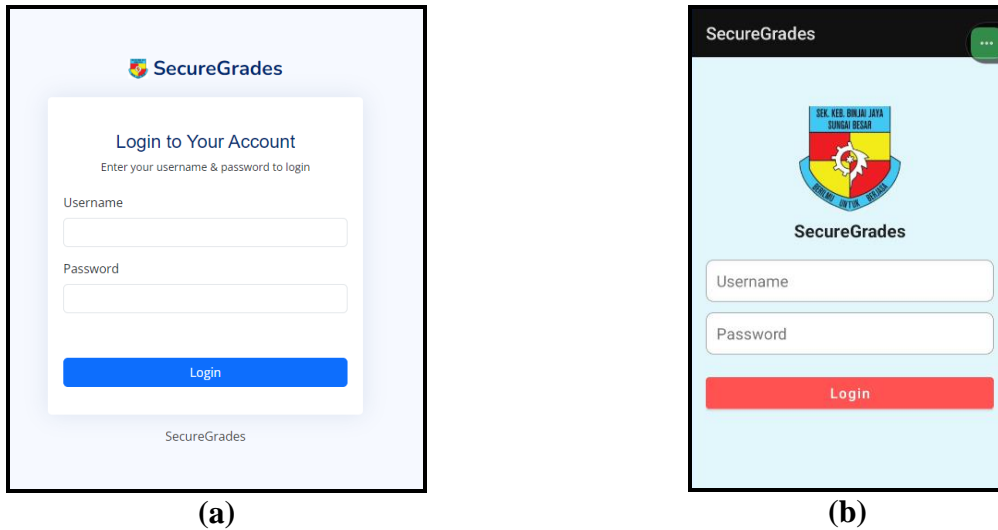 SecureGrades
Login to Your Account
Enter your username & password to login
Username
Password
Login
SecureGrades
(a)
SecureGrades
SEK. KEB. BINJAI JAYA
SUNGAI BESAR
BERILMU UNTUK BERJASA
SecureGrades
Username
Password
Login
(b)